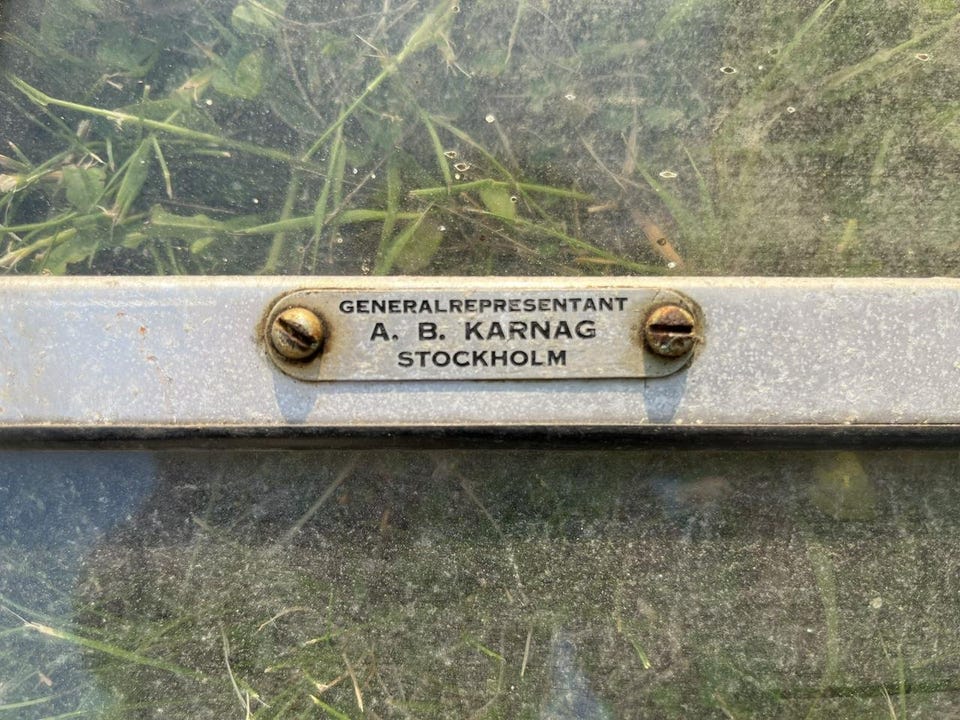 GENERALREPRESENTANT
A. B. KARNAG
STOCKHOLM